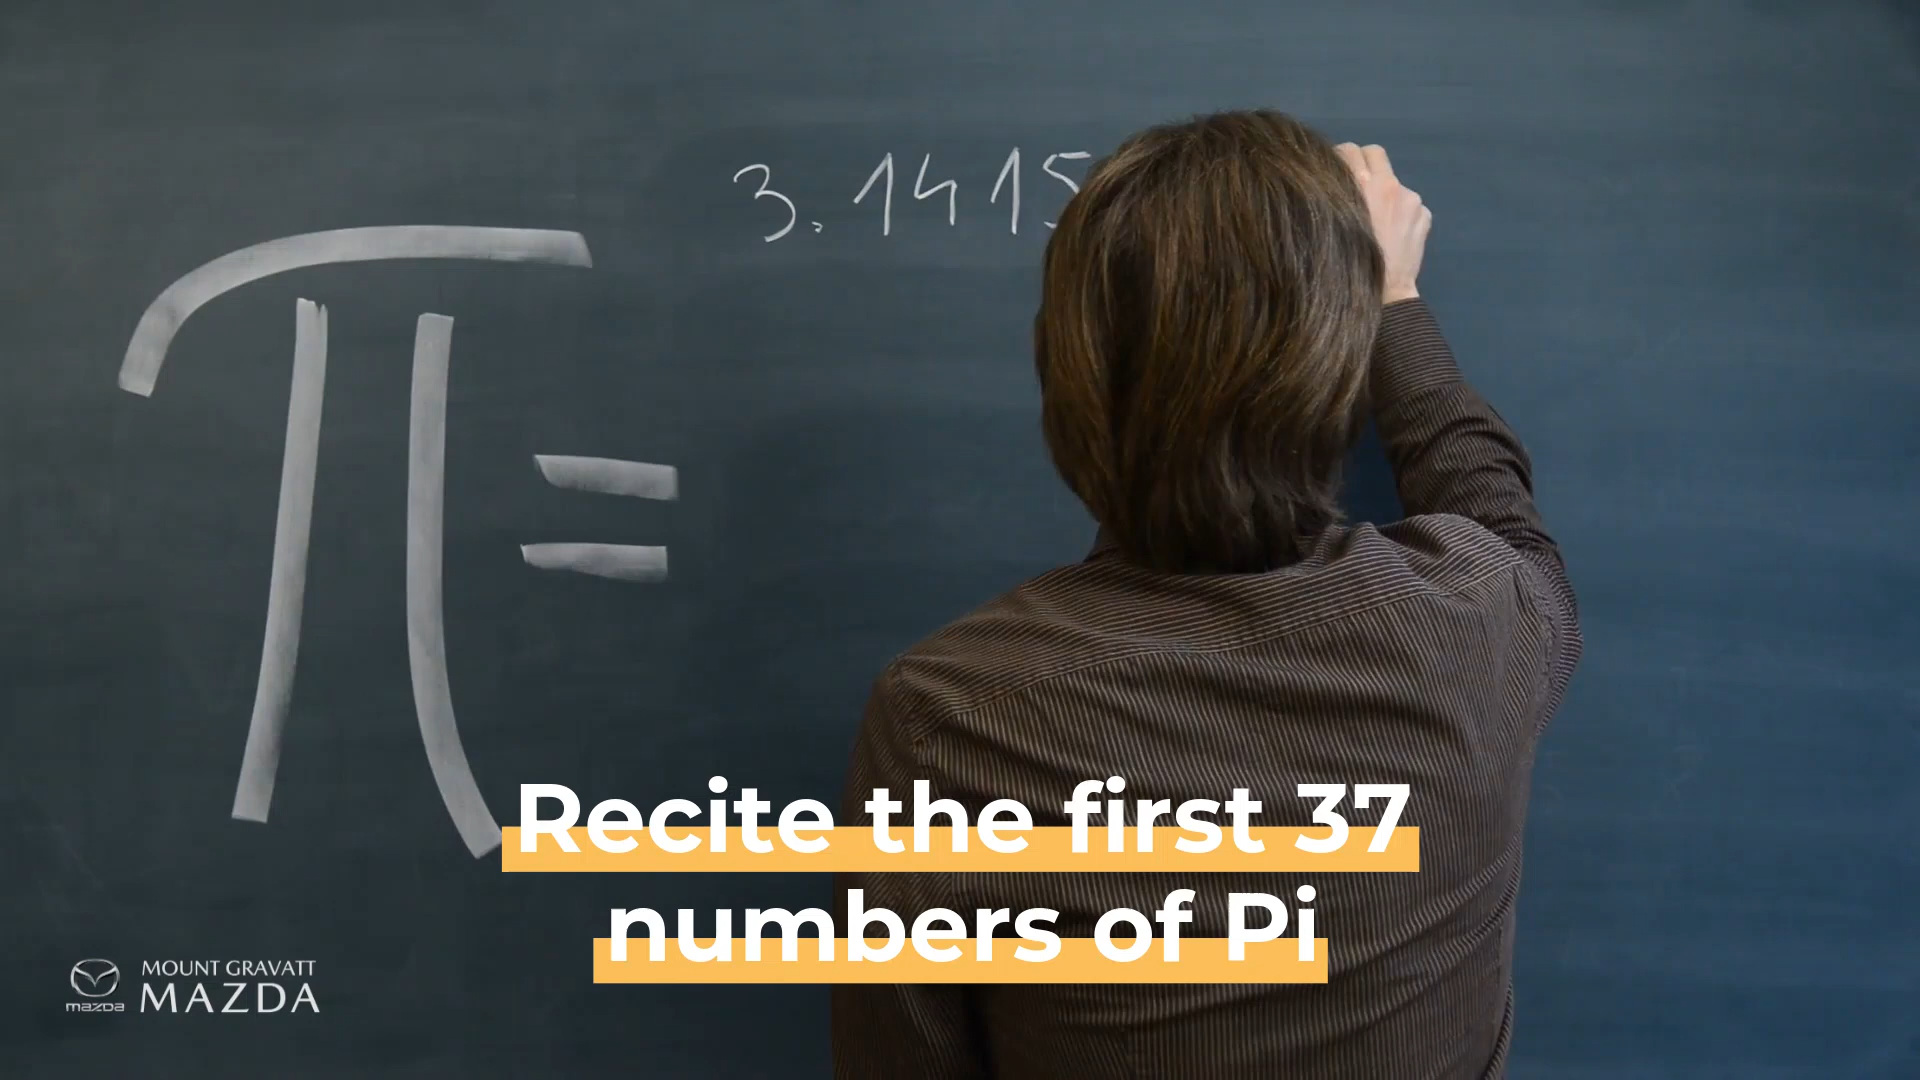 3.1415
π=
Recite the first 37
numbers of Pi
mazda
MOUNT GRAVATT
MAZDA